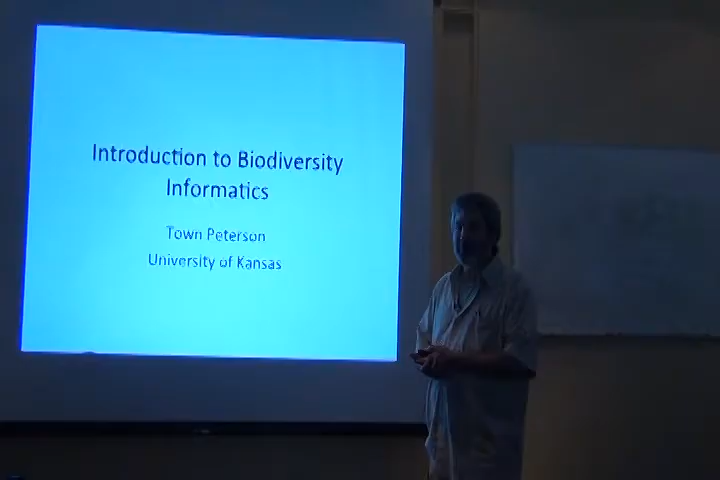 Introduction to Biodiversity
Informatics
Town Peterson
University of Kansas